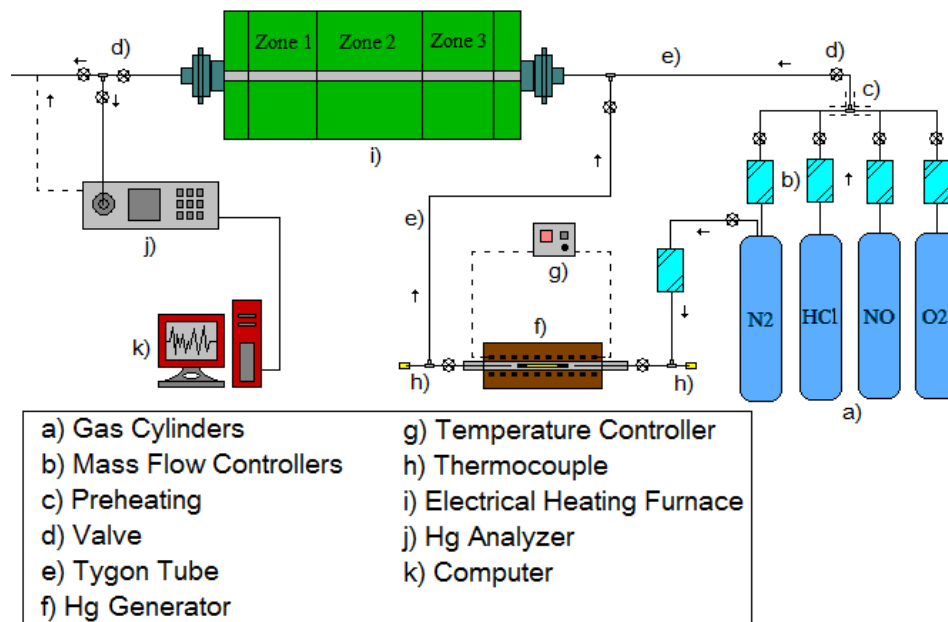 d)
Zone 1
Zone 2
Zone 3
e)
d)
c)
i)
b)
e)
j)
g)
N2
HCl
NO
O2
f)
k)
h)
h)
a)
a) Gas Cylinders
b) Mass Flow Controllers
c) Preheating
d) Valve
e) Tygon Tube
f) Hg Generator
g) Temperature Controller
h) Thermocouple
i) Electrical Heating Furnace
j) Hg Analyzer
k) Computer